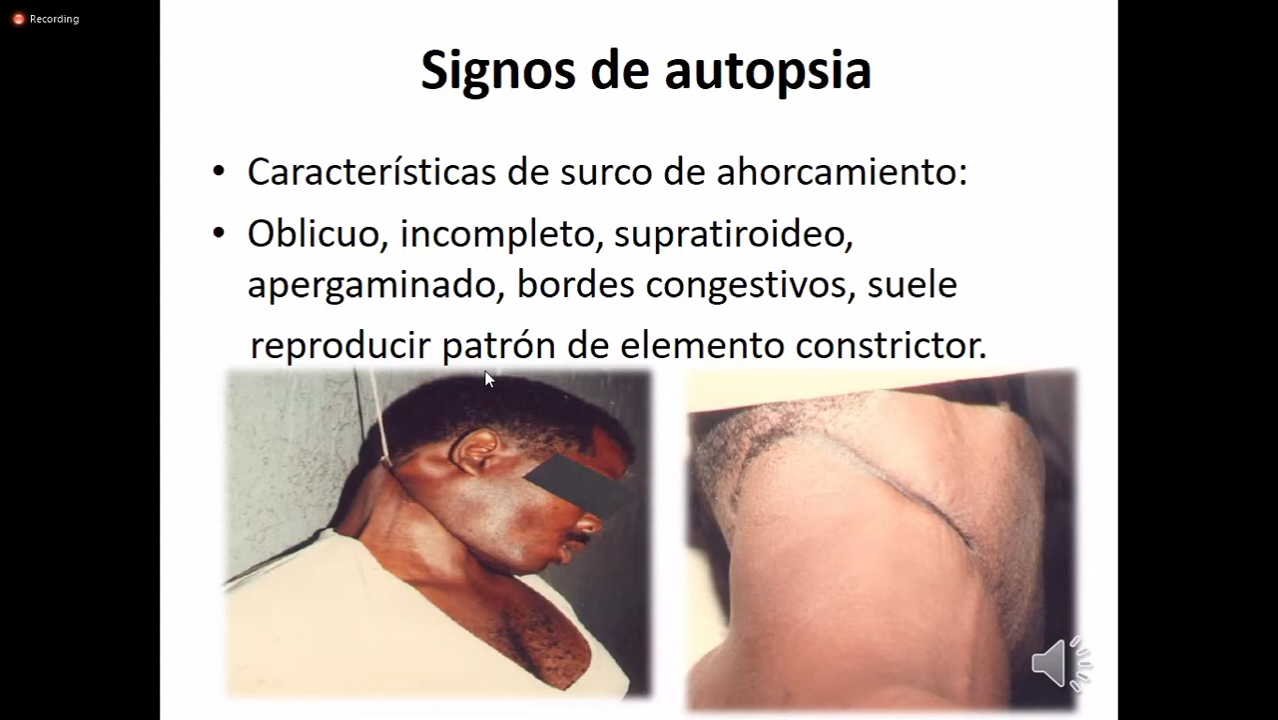 Recording
Signos de autopsia
• Características de surco de ahorcamiento:
• Oblicuo, incompleto, supratiroideo,
apergaminado, bordes congestivos, suele
reproducir patrón de elemento constrictor.